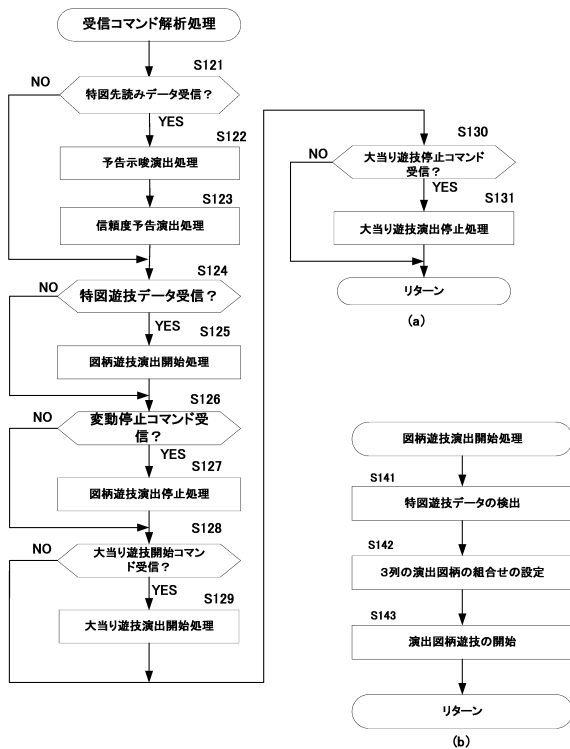 受信コマンド解析処理
S121
NO
特図先読みデータ受信？
YES
S122
予告示唆演出処理
S123
信頼度予告演出処理
S124
NO
特図遊技データ受信？
YES
S125
図柄遊技演出開始処理
S126
NO
変動停止コマンド受
信？
YES
S127
図柄遊技演出停止処理
S128
NO
大当り遊技開始コマン
ド受信？
YES
S129
大当り遊技演出開始処理
S130
NO
大当り遊技停止コマンド
受信？
YES
S131
大当り遊技演出停止処理
リターン
(a)
図柄遊技演出開始処理
S141
特図遊技データの検出
S142
３列の演出図柄の組合せの設定
S143
演出図柄遊技の開始
リターン
(b)